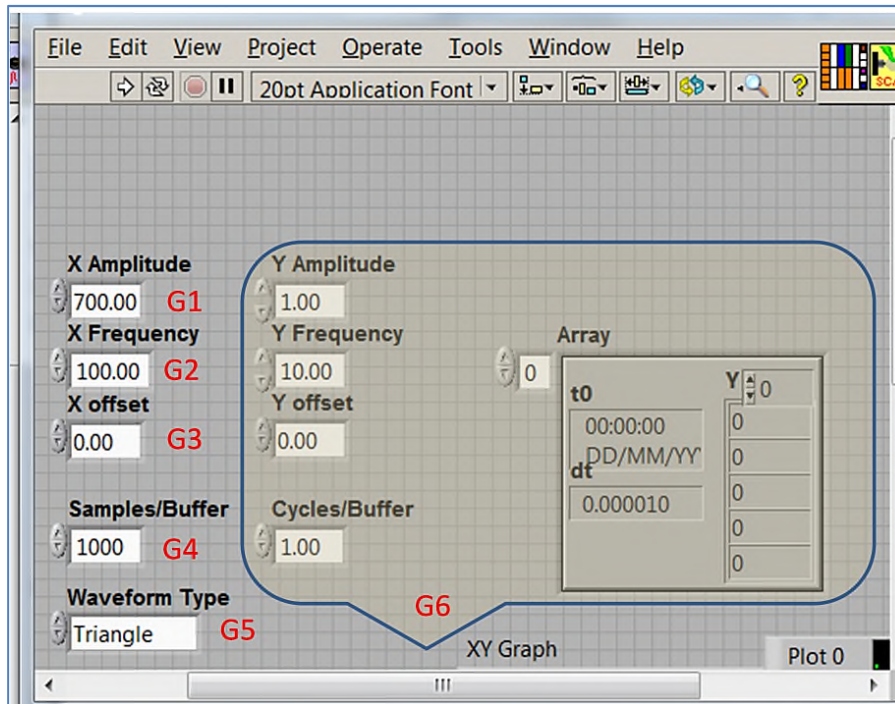 File Edit View Project Operate Tools Window Help
20pt Application Font
SCA
X Amplitude Y Amplitude
700.00 G1 1.00
X Frequency Y Frequency Array
100.00 G2 10.00 0
X offset Y offset t0 Y 0
0.00 G3 0.00 00:00:00 0
DD/MM/YY 0
dt
Samples/Buffer Cycles/Buffer 0.000010 0
1000 G4 1.00 0
0
Waveform Type G6
Triangle G5
XY Graph Plot 0